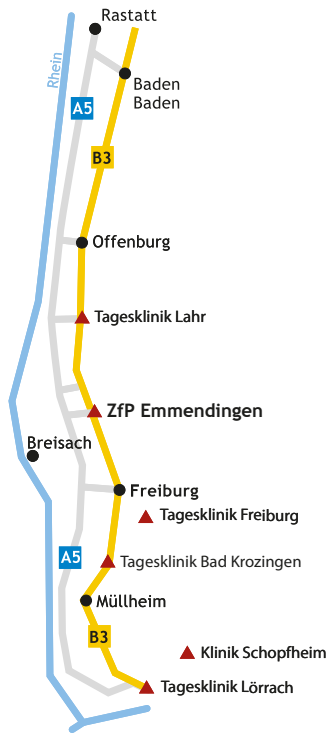 Rastatt
Rhein
Baden
Baden
A5
B3
Offenburg
Tagesklinik Lahr
ZfP Emmendingen
Breisach
Freiburg
Tagesklinik Freiburg
A5
Tagesklinik Bad Krozingen
Müllheim
B3
Klinik Schopfheim
Tagesklinik Lörrach